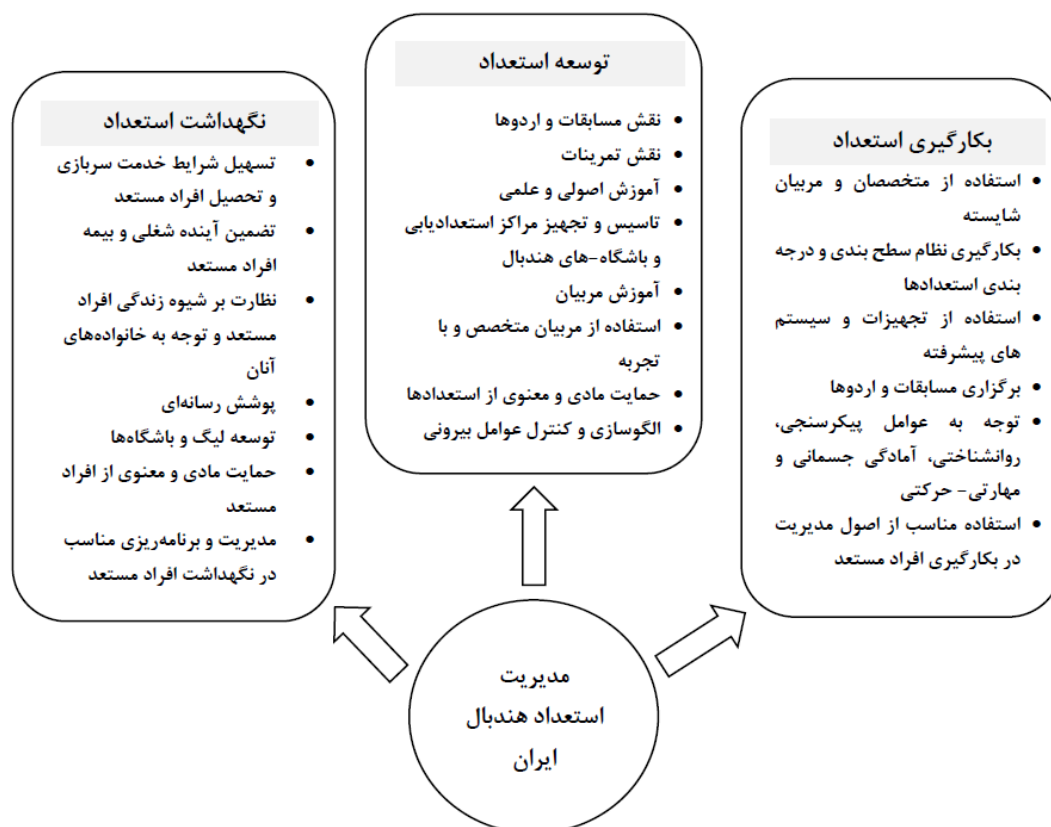 بکارگیری استعداد
• استفاده از متخصصان و مربیان
شایسته
• بکارگیری نظام سطح بندی و درجه
بندی استعدادها
• استفاده از تجهیزات و سیستم
های پیشرفته
• برگزاری مسابقات و اردوها
• توجه به عوامل پیکرسنجی،
روانشناختی، آمادگی جسمانی و
مهارتی- حرکتی
• استفاده مناسب از اصول مدیریت
در بکارگیری افراد مستعد
توسعه استعداد
• نقش مسابقات و اردوها
• نقش تمرینات
• آموزش اصولی و علمی
• تاسیس و تجهیز مراکز استعدادیابی
و باشگاه-های هندبال
• آموزش مربیان
• استفاده از مربیان متخصص و با
تجربه
• حمایت مادی و معنوی از استعدادها
• الگوسازی و کنترل عوامل بیرونی
نگهداشت استعداد
• تسهیل شرایط خدمت سربازی
و تحصیل افراد مستعد
• تضمین آینده شغلی و بیمه
افراد مستعد
• نظارت بر شیوه زندگی افراد
مستعد و توجه به خانواده‌های
آنان
• پوشش رسانه‌ای
• توسعه لیگ و باشگاه‌ها
• حمایت مادی و معنوی از افراد
مستعد
• مدیریت و برنامه‌ریزی مناسب
در نگهداشت افراد مستعد
مدیریت
استعداد هندبال
ایران